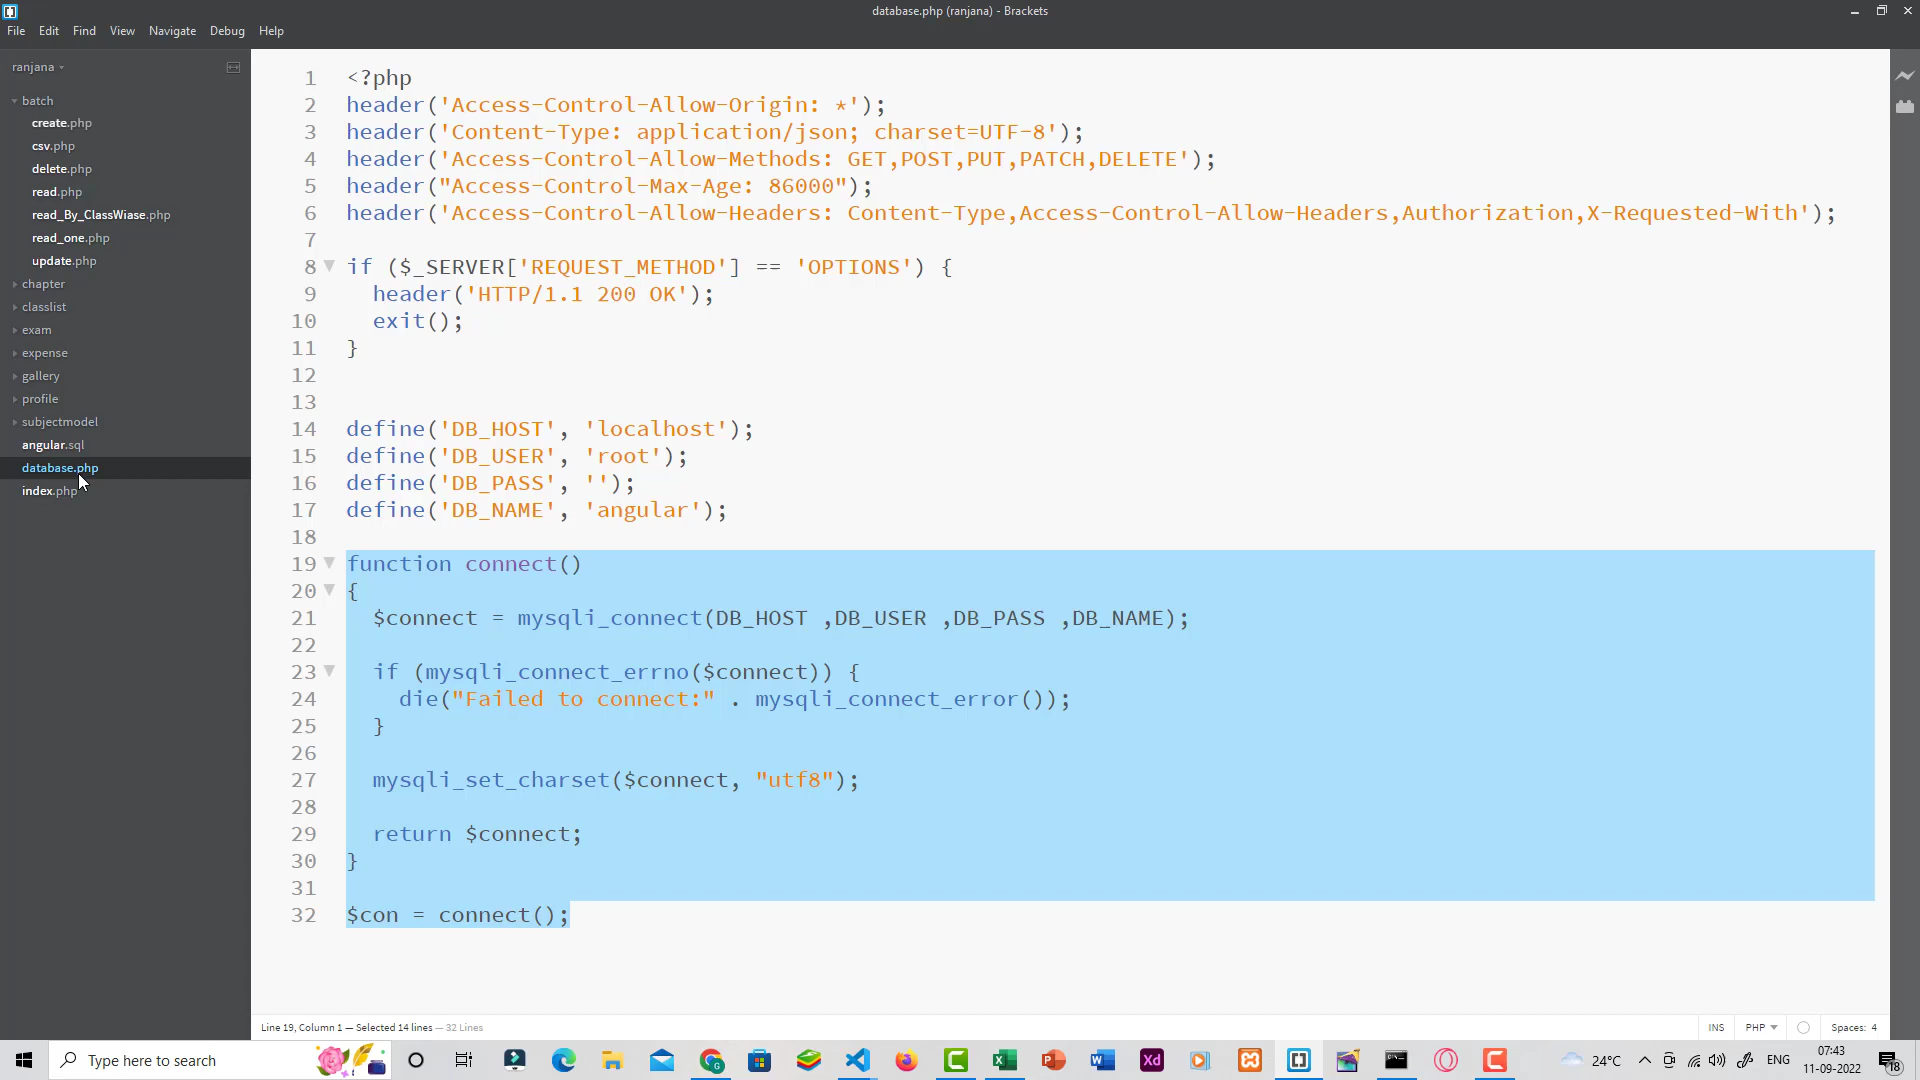 database.php (ranjana) - Brackets
File Edit Find View Navigate Debug Help
ranjana
batch
create.php
csv.php
delete.php
read.php
read_By_ClassWiase.php
read_one.php
update.php
chapter
classlist
exam
expense
gallery
profile
subjectmodel
angular.sql
database.php
index.php
1 <?php
2 header('Access-Control-Allow-Origin: *');
3 header('Content-Type: application/json; charset=UTF-8');
4 header('Access-Control-Allow-Methods: GET,POST,PUT,PATCH,DELETE');
5 header("Access-Control-Max-Age: 86000");
6 header('Access-Control-Allow-Headers: Content-Type,Access-Control-Allow-Headers,Authorization,X-Requested-With');
7
8 if ($_SERVER['REQUEST_METHOD'] == 'OPTIONS') {
9 header('HTTP/1.1 200 OK');
10 exit();
11 }
12
13
14 define('DB_HOST', 'localhost');
15 define('DB_USER', 'root');
16 define('DB_PASS', '');
17 define('DB_NAME', 'angular');
18
19 function connect()
20 {
21 $connect = mysqli_connect(DB_HOST ,DB_USER ,DB_PASS ,DB_NAME);
22
23 if (mysqli_connect_errno($connect)) {
24 die("Failed to connect:" . mysqli_connect_error());
25 }
26
27 mysqli_set_charset($connect, "utf8");
28
29 return $connect;
30 }
31
32 $con = connect();
Line 19, Column 1 — Selected 14 lines — 32 Lines
INS PHP Spaces: 4
Type here to search
Xd
24°C ENG
07:43
11-09-2022
18